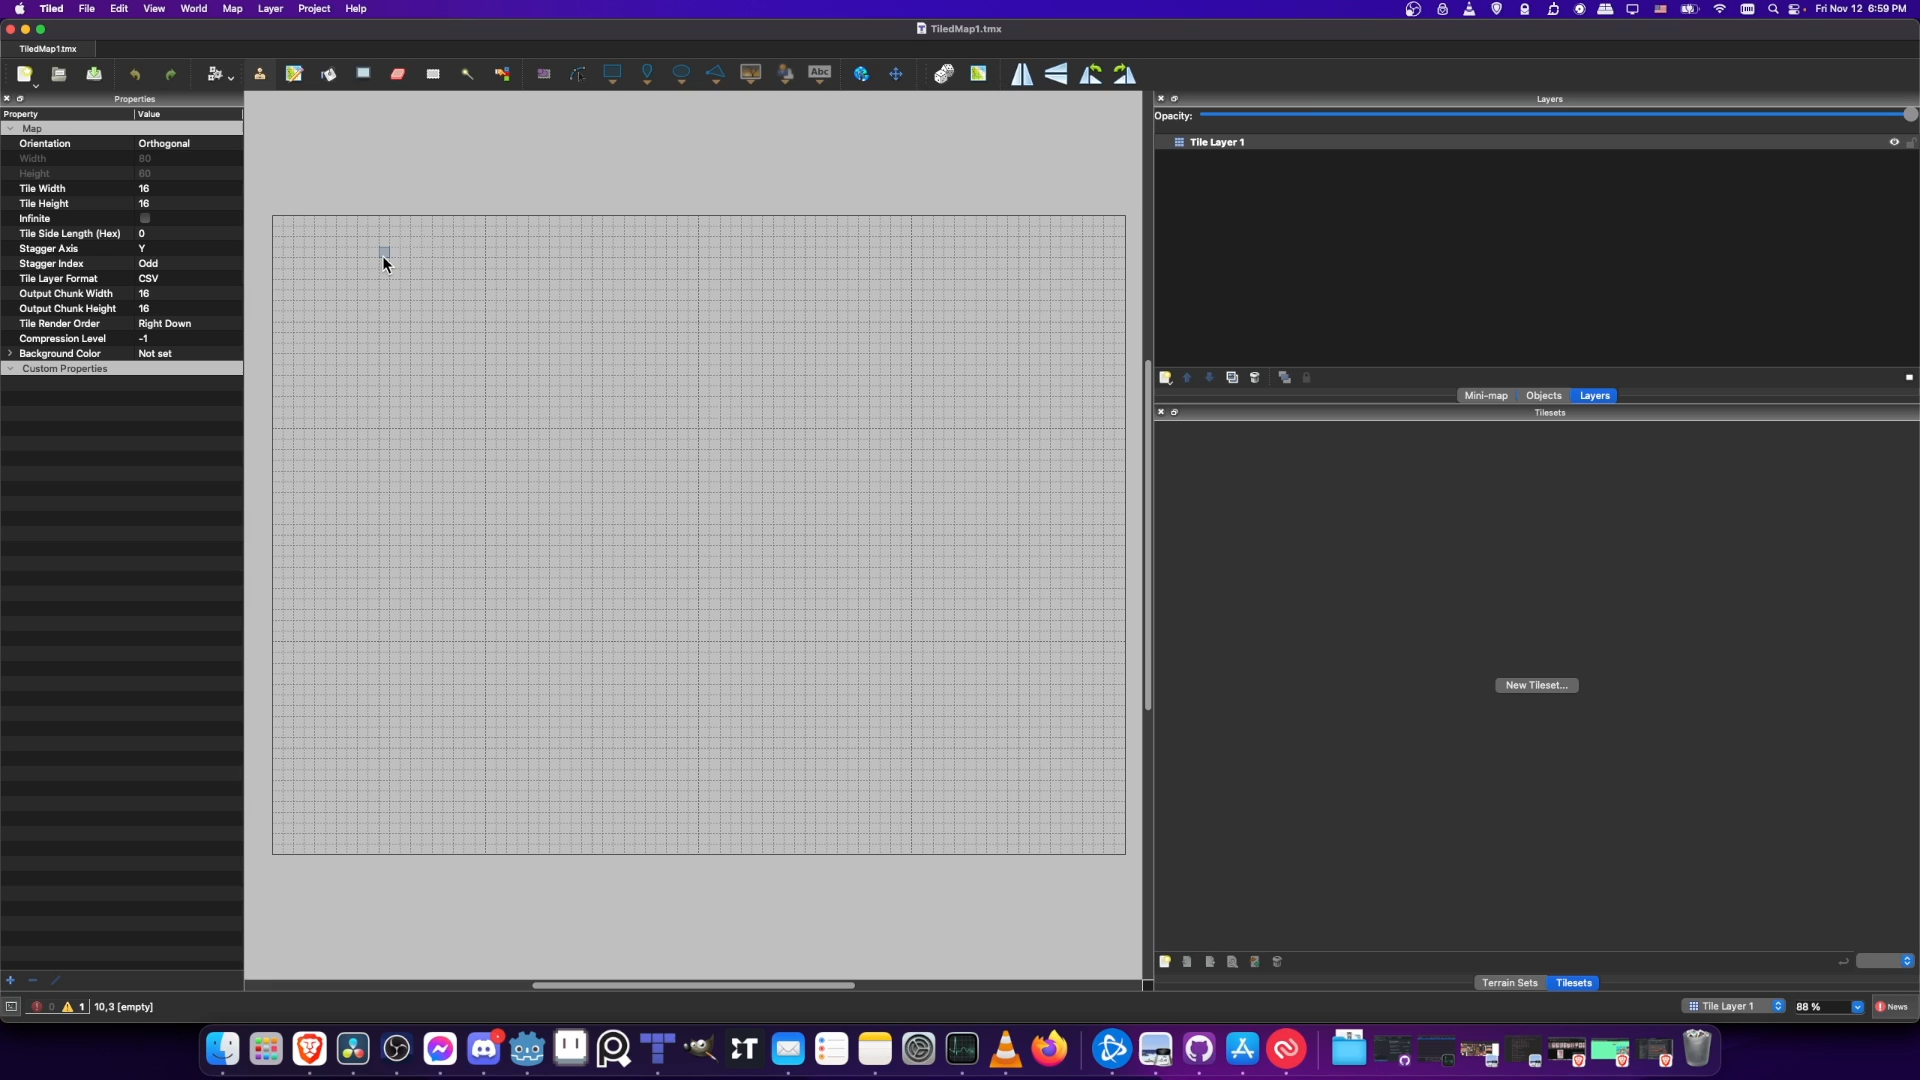 Tiled File Edit View World Map Layer Project Help Fri Nov 12 6:59 PM
TiledMap1.tmx
TiledMap1.tmx
Abc
Properties
Layers
Property Value
Opacity:
Map
Orientation Orthogonal
Tile Layer 1
Width 80
Height 60
Tile Width 16
Tile Height 16
Infinite
Tile Side Length (Hex) 0
Stagger Axis Y
Stagger Index Odd
Tile Layer Format CSV
Output Chunk Width 16
Output Chunk Height 16
Tile Render Order Right Down
Compression Level -1
Background Color Not set
Custom Properties
Mini-map Objects Layers
Tilesets
New Tileset...
Terrain Sets Tilesets
0 1 10,3 [empty]
Tile Layer 1 88 % News